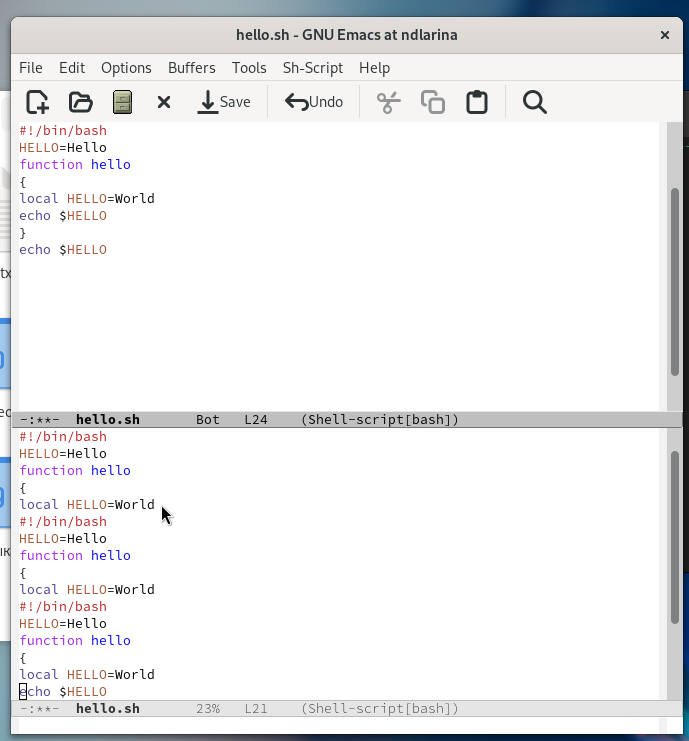 hello.sh - GNU Emacs at ndlarina
File Edit Options Buffers Tools Sh-Script Help
Save Undo
#!/bin/bash
HELLO=Hello
function hello
{
local HELLO=World
echo $HELLO
}
echo $HELLO
-:**- hello.sh Bot L24 (Shell-script[bash])
#!/bin/bash
HELLO=Hello
function hello
{
local HELLO=World
#!/bin/bash
HELLO=Hello
function hello
{
local HELLO=World
#!/bin/bash
HELLO=Hello
function hello
{
local HELLO=World
echo $HELLO
-:**- hello.sh 23% L21 (Shell-script[bash])